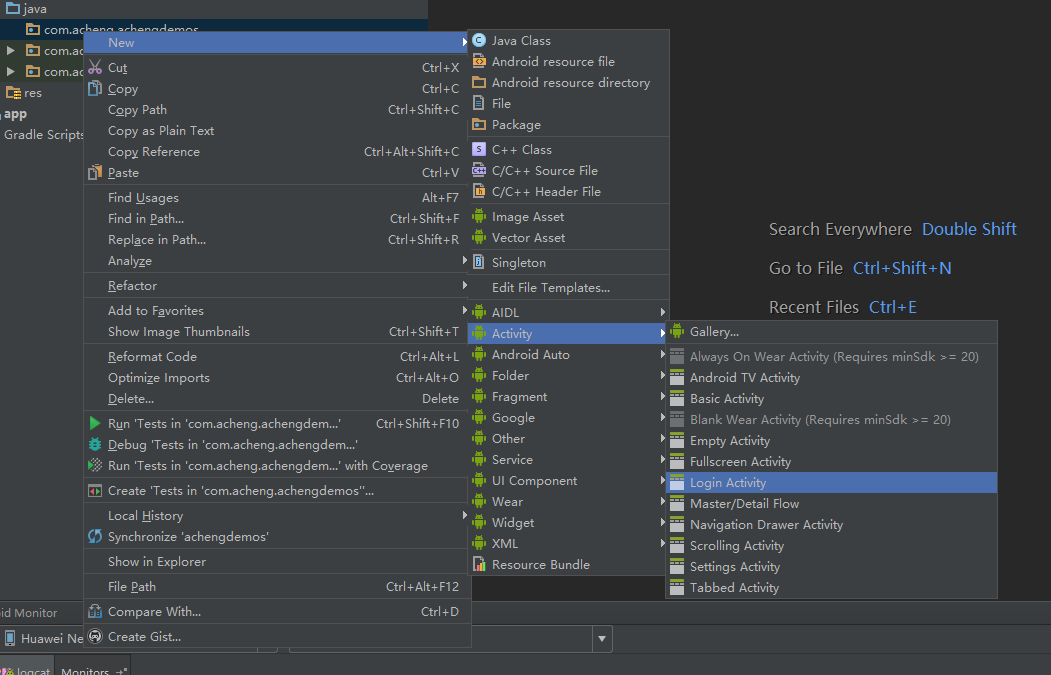 java
com.acheng.achengdemos
com.ac
com.ac
res
app
Gradle Scripts
New
Cut Ctrl+X
Copy Ctrl+C
Copy Path Ctrl+Shift+C
Copy as Plain Text
Copy Reference Ctrl+Alt+Shift+C
Paste Ctrl+V
Find Usages Alt+F7
Find in Path... Ctrl+Shift+F
Replace in Path... Ctrl+Shift+R
Analyze
Refactor
Add to Favorites
Show Image Thumbnails Ctrl+Shift+T
Reformat Code Ctrl+Alt+L
Optimize Imports Ctrl+Alt+O
Delete... Delete
Run 'Tests in 'com.acheng.achengdem...' Ctrl+Shift+F10
Debug 'Tests in 'com.acheng.achengdem...'
Run 'Tests in 'com.acheng.achengdem...' with Coverage
Create 'Tests in 'com.acheng.achengdemos''...
Local History
Synchronize 'achengdemos'
Show in Explorer
File Path Ctrl+Alt+F12
Compare With... Ctrl+D
Create Gist...
Java Class
Android resource file
Android resource directory
File
Package
C++ Class
C/C++ Source File
C/C++ Header File
Image Asset
Vector Asset
Singleton
Edit File Templates...
AIDL
Activity
Android Auto
Folder
Fragment
Google
Other
Service
UI Component
Wear
Widget
XML
Resource Bundle
Gallery...
Always On Wear Activity (Requires minSdk >= 20)
Android TV Activity
Basic Activity
Blank Wear Activity (Requires minSdk >= 20)
Empty Activity
Fullscreen Activity
Login Activity
Master/Detail Flow
Navigation Drawer Activity
Scrolling Activity
Settings Activity
Tabbed Activity
Search Everywhere Double Shift
Go to File Ctrl+Shift+N
Recent Files Ctrl+E
id Monitor
Huawei Ne
logcat Monitors